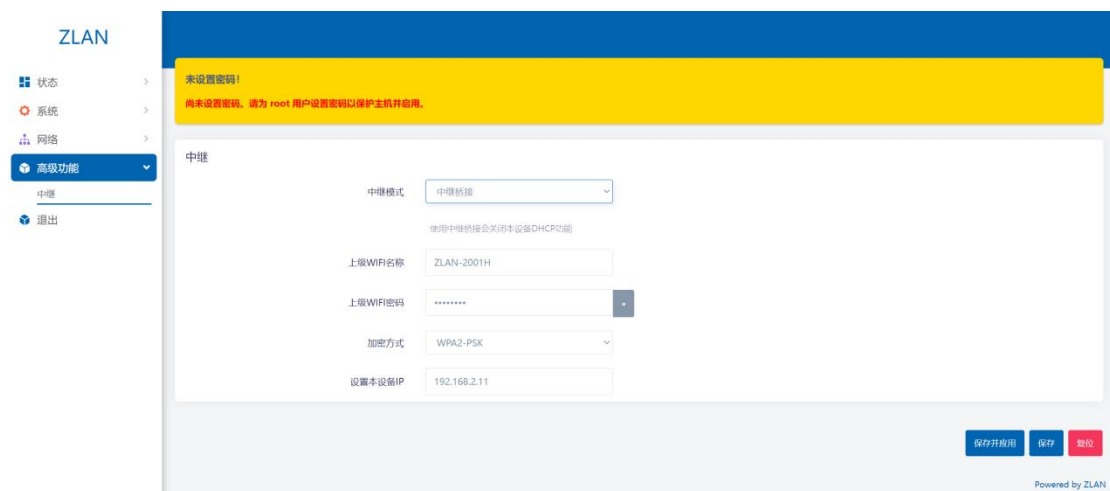 ZLAN
状态
系统
网络
高级功能
中继
退出
未设置密码！
尚未设置密码。请为 root 用户设置密码以保护主机并启用。
中继
中继模式 中继桥接
使用中继桥接会关闭本设备DHCP功能
上级WIFI名称 ZLAN-2001H
上级WIFI密码 ••••••••
加密方式 WPA2-PSK
设置本设备IP 192.168.2.11
保存并应用 保存 复位
Powered by ZLAN